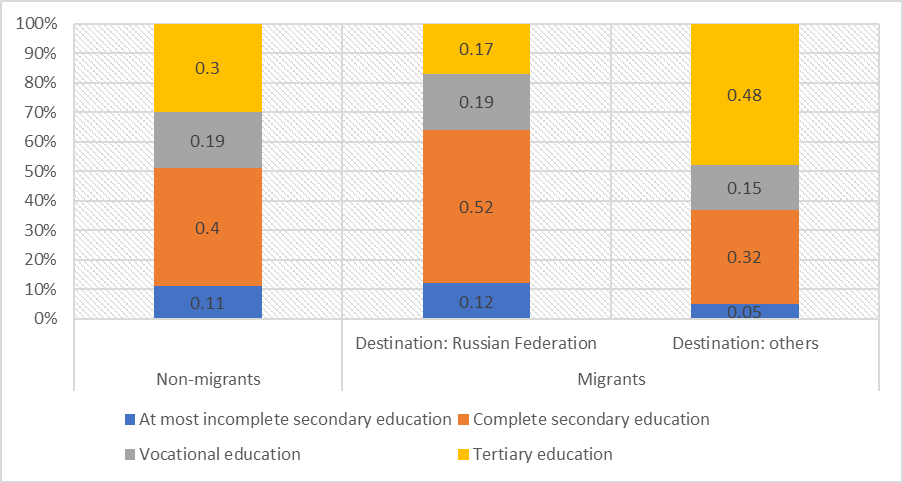 100%
90%
80%
70%
60%
50%
40%
30%
20%
10%
0%
0.3
0.19
0.4
0.11
0.17
0.19
0.52
0.12
0.48
0.15
0.32
0.05
Destination: Russian Federation
Destination: others
Non-migrants
Migrants
At most incomplete secondary education
Complete secondary education
Vocational education
Tertiary education